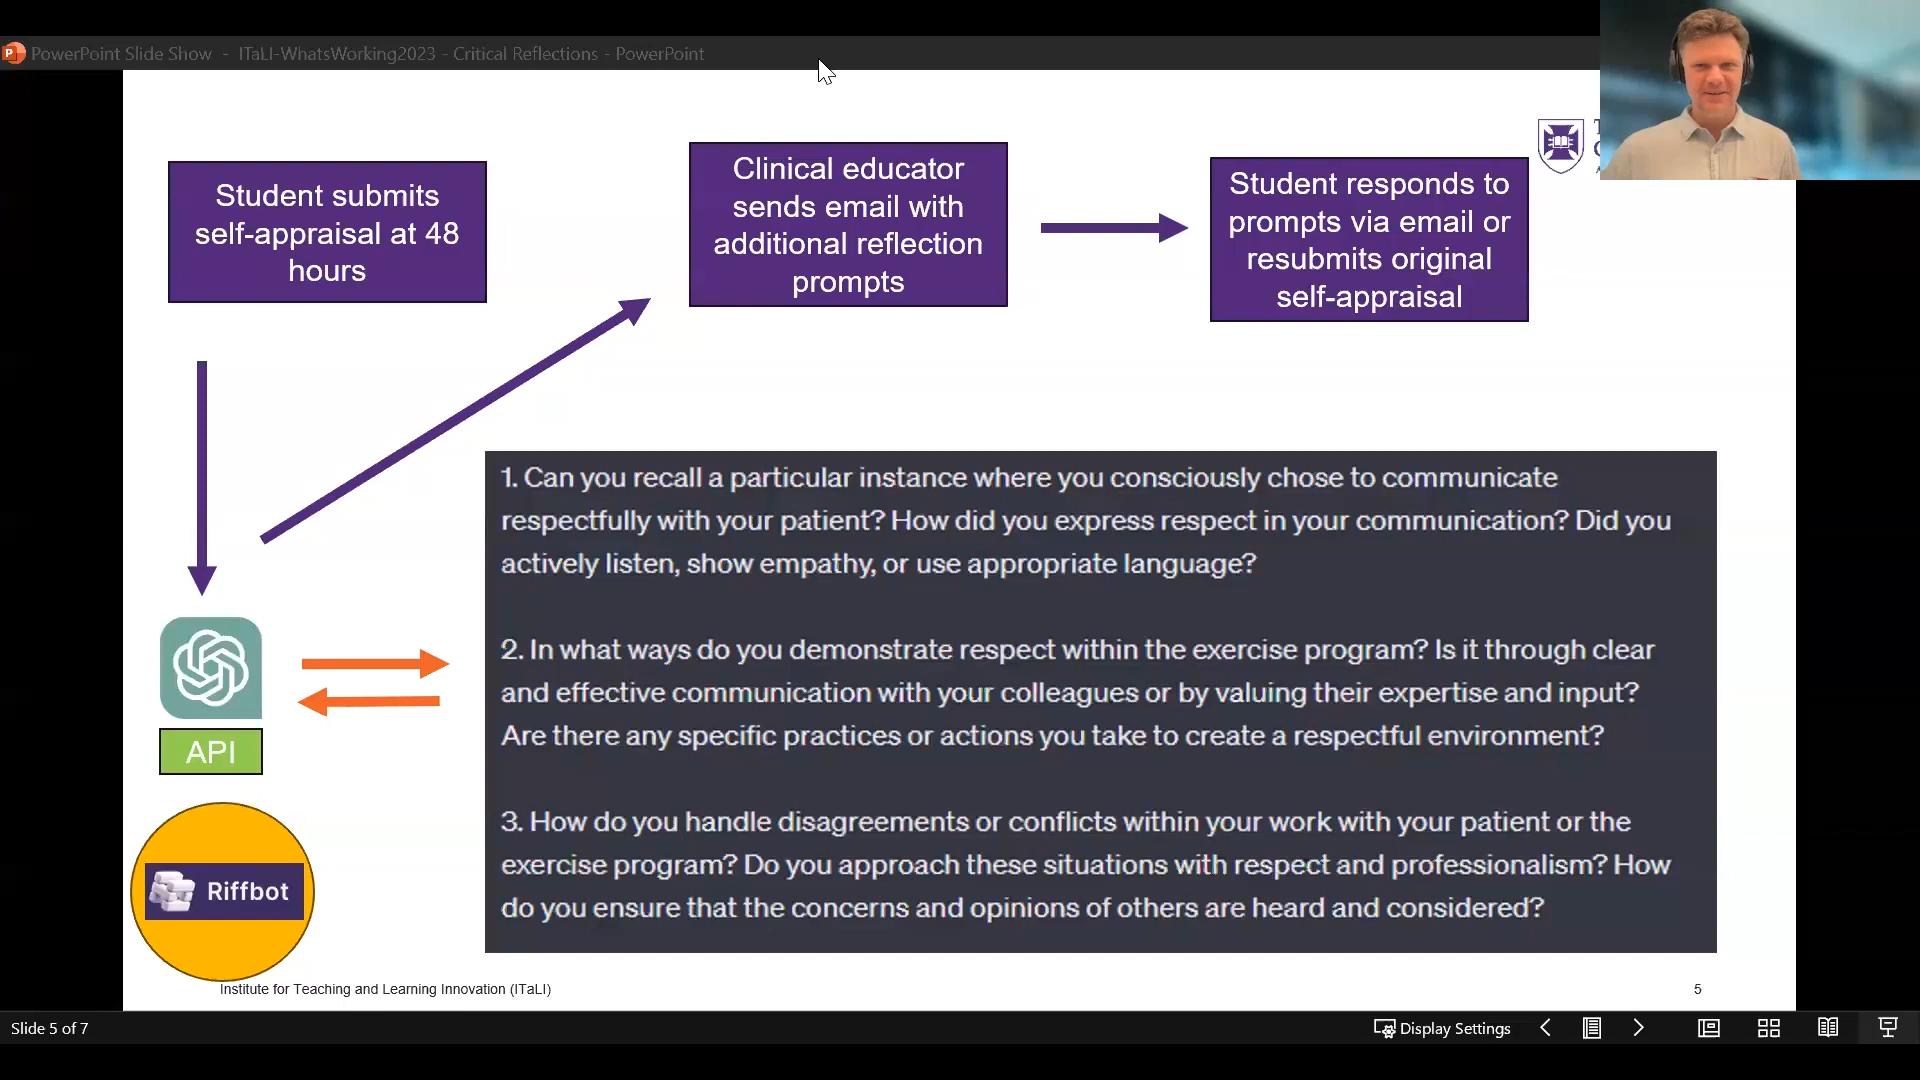 PowerPoint Slide Show - ITaLI-WhatsWorking2023 - Critical Reflections - PowerPoint
Student submits
self-appraisal at 48
hours
Clinical educator
sends email with
additional reflection
prompts
Student responds to
prompts via email or
resubmits original
self-appraisal
1. Can you recall a particular instance where you consciously chose to communicate
respectfully with your patient? How did you express respect in your communication? Did you
actively listen, show empathy, or use appropriate language?
2. In what ways do you demonstrate respect within the exercise program? Is it through clear
and effective communication with your colleagues or by valuing their expertise and input?
Are there any specific practices or actions you take to create a respectful environment?
3. How do you handle disagreements or conflicts within your work with your patient or the
exercise program? Do you approach these situations with respect and professionalism? How
do you ensure that the concerns and opinions of others are heard and considered?
API
Riffbot
Institute for Teaching and Learning Innovation (ITaLI)
5
Slide 5 of 7
Display Settings